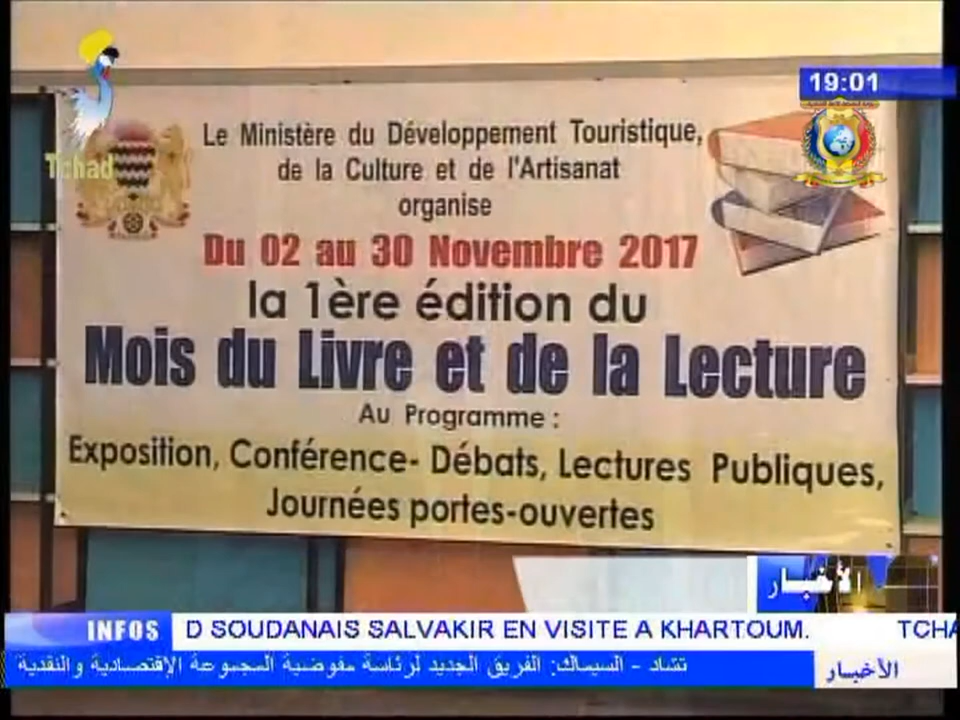 19:01
Tchad
Le Ministère du Développement Touristique,
de la Culture et de l'Artisanat
organise
Du 02 au 30 Novembre 2017
la 1ère édition du
Mois du Livre et de la Lecture
Au Programme :
Exposition, Conférence- Débats, Lectures Publiques,
Journées portes-ouvertes
الأخبـار
INFOS D SOUDANAIS SALVAKIR EN VISITE A KHARTOUM. TCHA
تشاد - السيماك: الفريق الجديد لرئاسة مفوضية المجموعة الإقتصادية والنقدية
الأخبـار